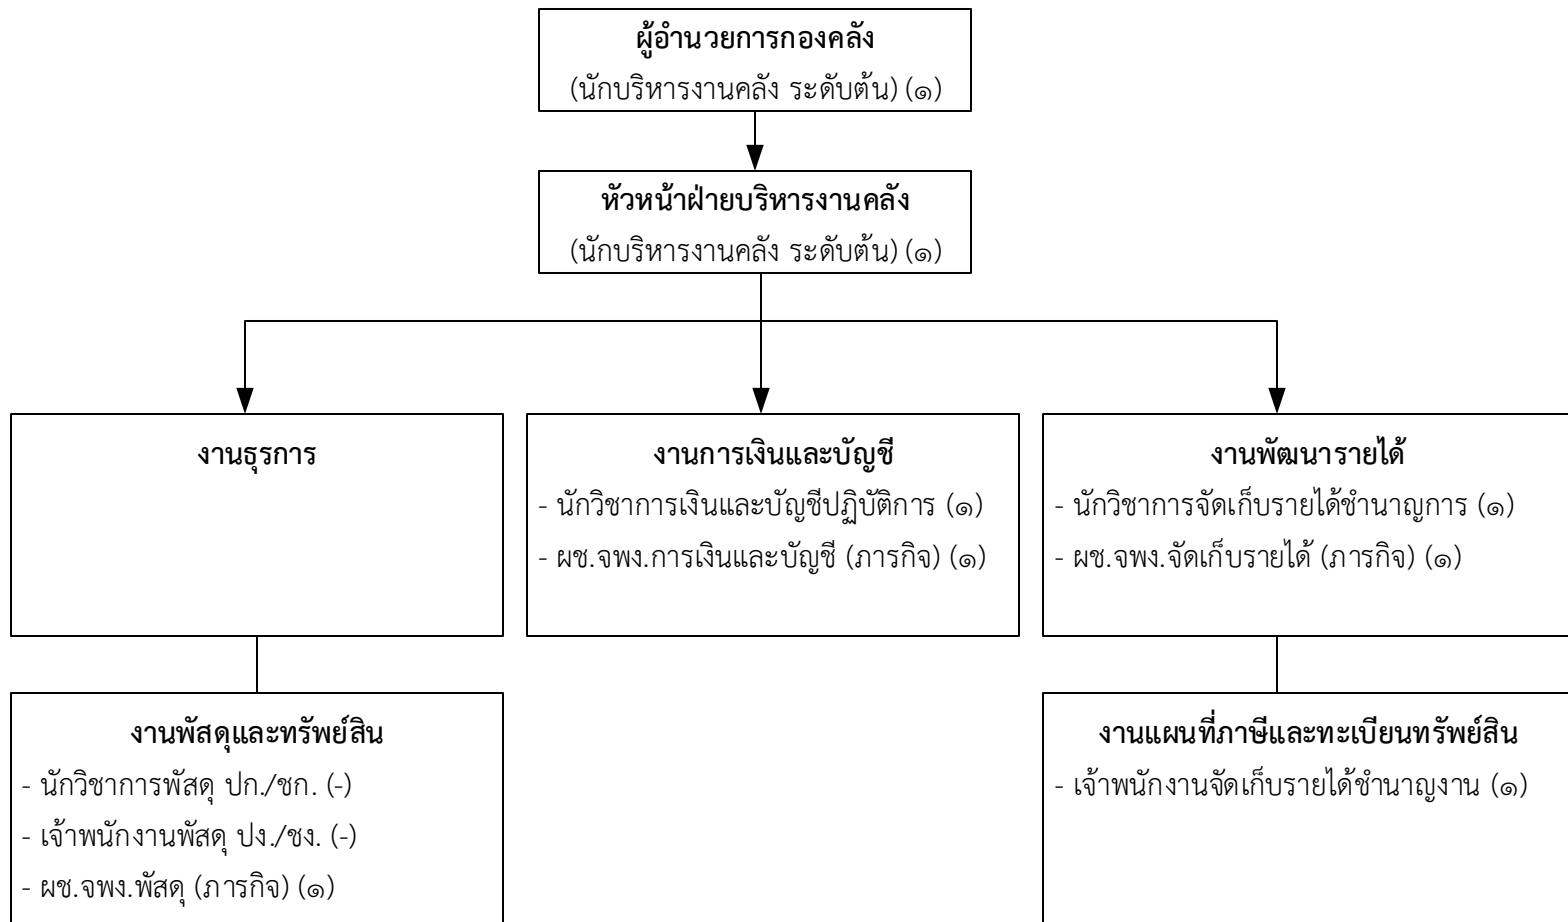 ผู้อำนวยการกองคลัง
(นักบริหารงานคลัง ระดับต้น) (๑)
หัวหน้าฝ่ายบริหารงานคลัง
(นักบริหารงานคลัง ระดับต้น) (๑)
งานธุรการ
งานการเงินและบัญชี
- นักวิชาการเงินและบัญชีปฏิบัติการ (๑)
- ผช.จพง.การเงินและบัญชี (ภารกิจ) (๑)
งานพัฒนารายได้
- นักวิชาการจัดเก็บรายได้ชำนาญการ (๑)
- ผช.จพง.จัดเก็บรายได้ (ภารกิจ) (๑)
งานพัสดุและทรัพย์สิน
- นักวิชาการพัสดุ ปก./ชก. (-)
- เจ้าพนักงานพัสดุ ปง./ชง. (-)
- ผช.จพง.พัสดุ (ภารกิจ) (๑)
งานแผนที่ภาษีและทะเบียนทรัพย์สิน
- เจ้าพนักงานจัดเก็บรายได้ชำนาญงาน (๑)